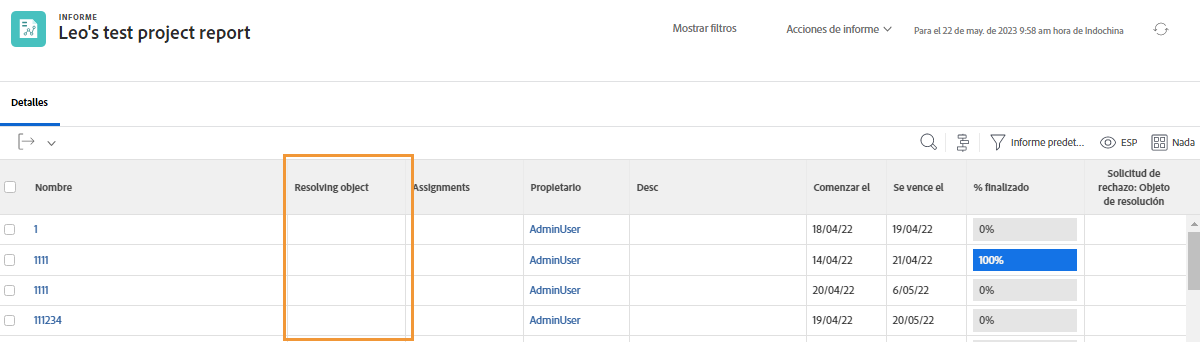 INFORME
Leo's test project report
Mostrar filtros
Acciones de informe
Para el 22 de may. de 2023 9:58 am hora de Indochina
Detalles
Informe predet...
ESP
Nada
Nombre
Resolving object
Assignments
Propietario
Desc
Comenzar el
Se vence el
% finalizado
Solicitud de
rechazo: Objeto
de resolución
1 AdminUser 18/04/22 19/04/22 0%
1111 AdminUser 14/04/22 21/04/22 100%
1111 AdminUser 20/04/22 6/05/22 0%
111234 AdminUser 19/04/22 20/05/22 0%